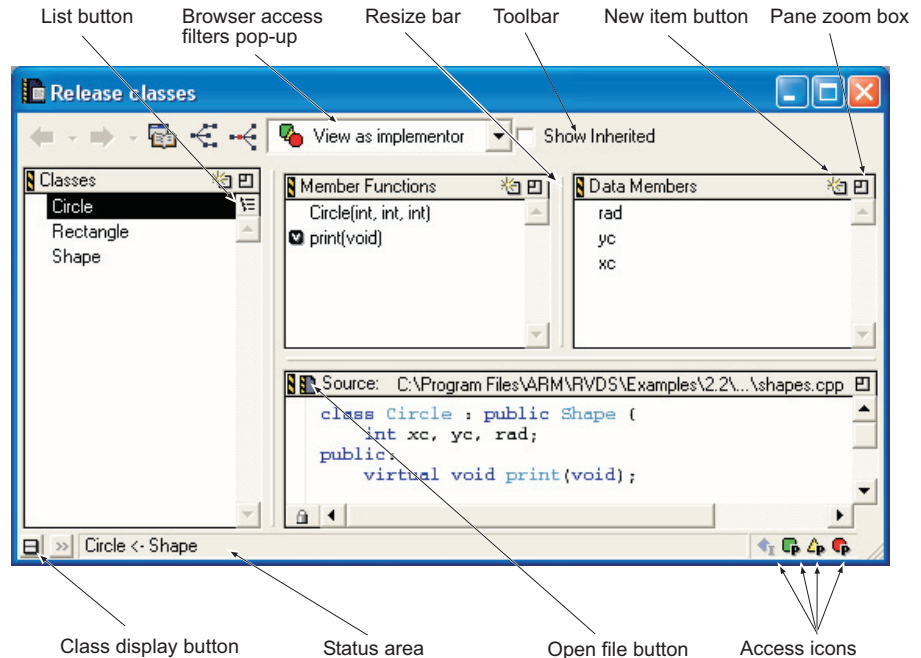 List button
Browser access
filters pop-up
Resize bar
Toolbar
New item button
Pane zoom box
Release classes
View as implementor
Show Inherited
Classes
Circle
Rectangle
Shape
Member Functions
Circle(int, int, int)
print(void)
Data Members
rad
yc
xc
Source: C:\Program Files\ARM\RVDS\Examples\2.2\...\shapes.cpp
class Circle : public Shape {
int xc, yc, rad;
public:
virtual void print(void);
Circle <- Shape
Class display button
Status area
Open file button
Access icons